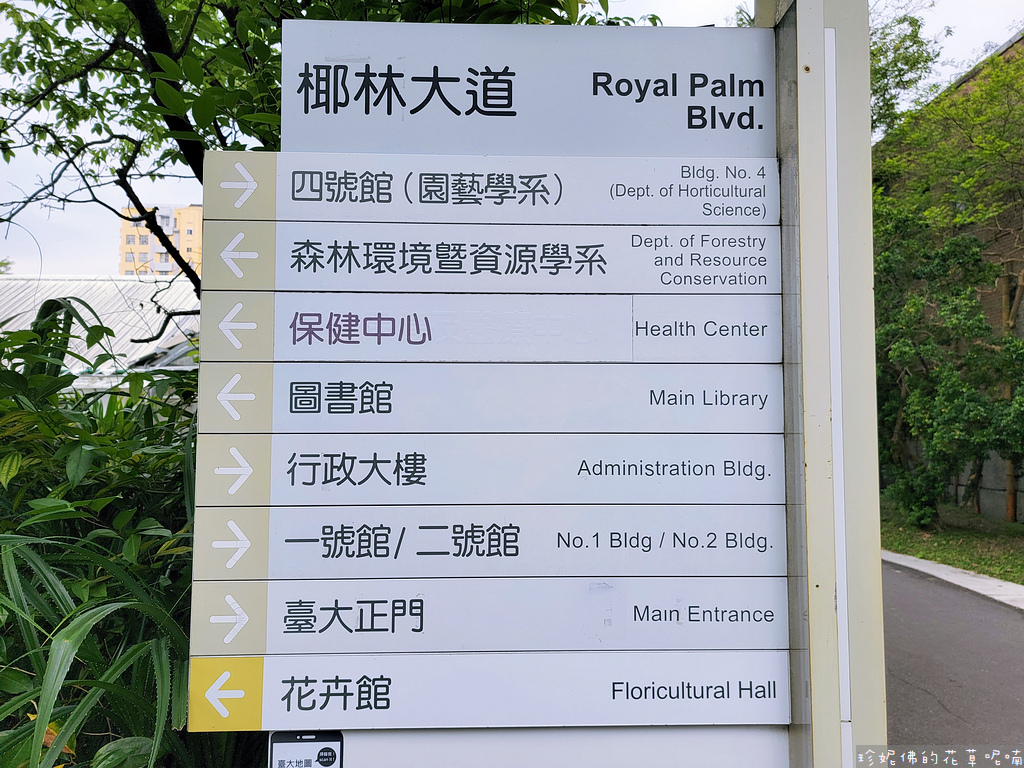 椰林大道
Royal Palm
Blvd.
四號館（園藝學系）
Bldg. No. 4
(Dept. of Horticultural
Science)
森林環境暨資源學系
Dept. of Forestry
and Resource
Conservation
保健中心
Health Center
圖書館
Main Library
行政大樓
Administration Bldg.
一號館/ 二號館
No.1 Bldg / No.2 Bldg.
臺大正門
Main Entrance
花卉館
Floricultural Hall
臺大地圖
珍妮佛的花草呢喃